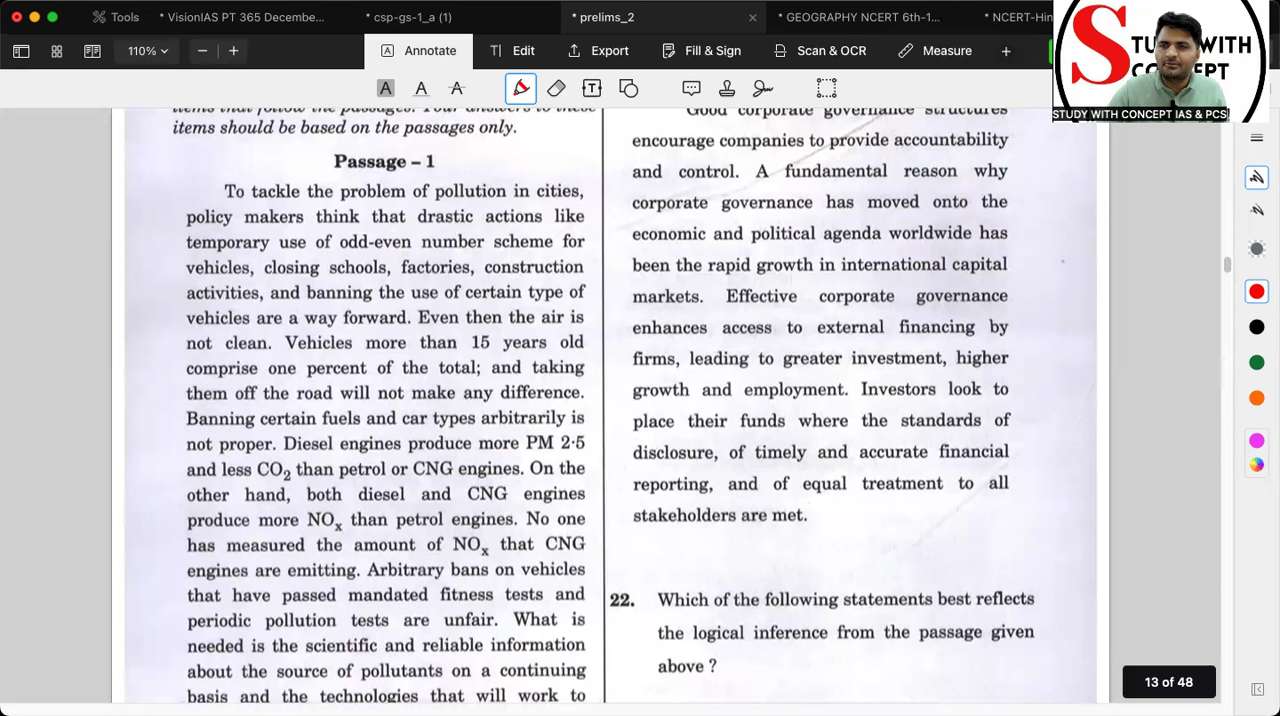 Tools
* VisionIAS PT 365 Decembe...
* csp-gs-1_a (1)
* prelims_2
* GEOGRAPHY NCERT 6th-1...
* NCERT-Hin
110%
Annotate
Edit
Export
Fill & Sign
Scan & OCR
Measure
STUDY WITH
CONCEPT
STUDY WITH CONCEPT IAS & PCS
items that follow the passages. Your answers to these
items should be based on the passages only.
Passage – 1
To tackle the problem of pollution in cities,
policy makers think that drastic actions like
temporary use of odd-even number scheme for
vehicles, closing schools, factories, construction
activities, and banning the use of certain type of
vehicles are a way forward. Even then the air is
not clean. Vehicles more than 15 years old
comprise one percent of the total; and taking
them off the road will not make any difference.
Banning certain fuels and car types arbitrarily is
not proper. Diesel engines produce more PM 2·5
and less CO₂ than petrol or CNG engines. On the
other hand, both diesel and CNG engines
produce more NOₓ than petrol engines. No one
has measured the amount of NOₓ that CNG
engines are emitting. Arbitrary bans on vehicles
that have passed mandated fitness tests and
periodic pollution tests are unfair. What is
needed is the scientific and reliable information
about the source of pollutants on a continuing
basis and the technologies that will work to
Good corporate governance structures
encourage companies to provide accountability
and control. A fundamental reason why
corporate governance has moved onto the
economic and political agenda worldwide has
been the rapid growth in international capital
markets. Effective corporate governance
enhances access to external financing by
firms, leading to greater investment, higher
growth and employment. Investors look to
place their funds where the standards of
disclosure, of timely and accurate financial
reporting, and of equal treatment to all
stakeholders are met.
22. Which of the following statements best reflects
the logical inference from the passage given
above ?
13 of 48